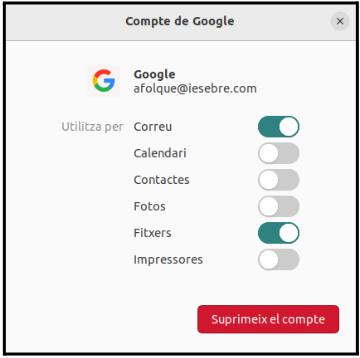 Compte de Google
Google
afolque@iesebre.com
Utilitza per Correu
Calendari
Contactes
Fotos
Fitxers
Impressores
Suprimeix el compte